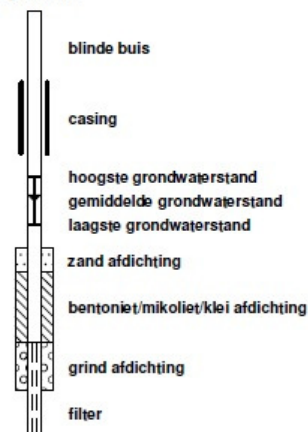 blinde buis
casing
hoogste grondwaterstand
gemiddelde grondwaterstand
laagste grondwaterstand
zand afdichting
bentoniet/mikoliet/klei afdichting
grind afdichting
filter